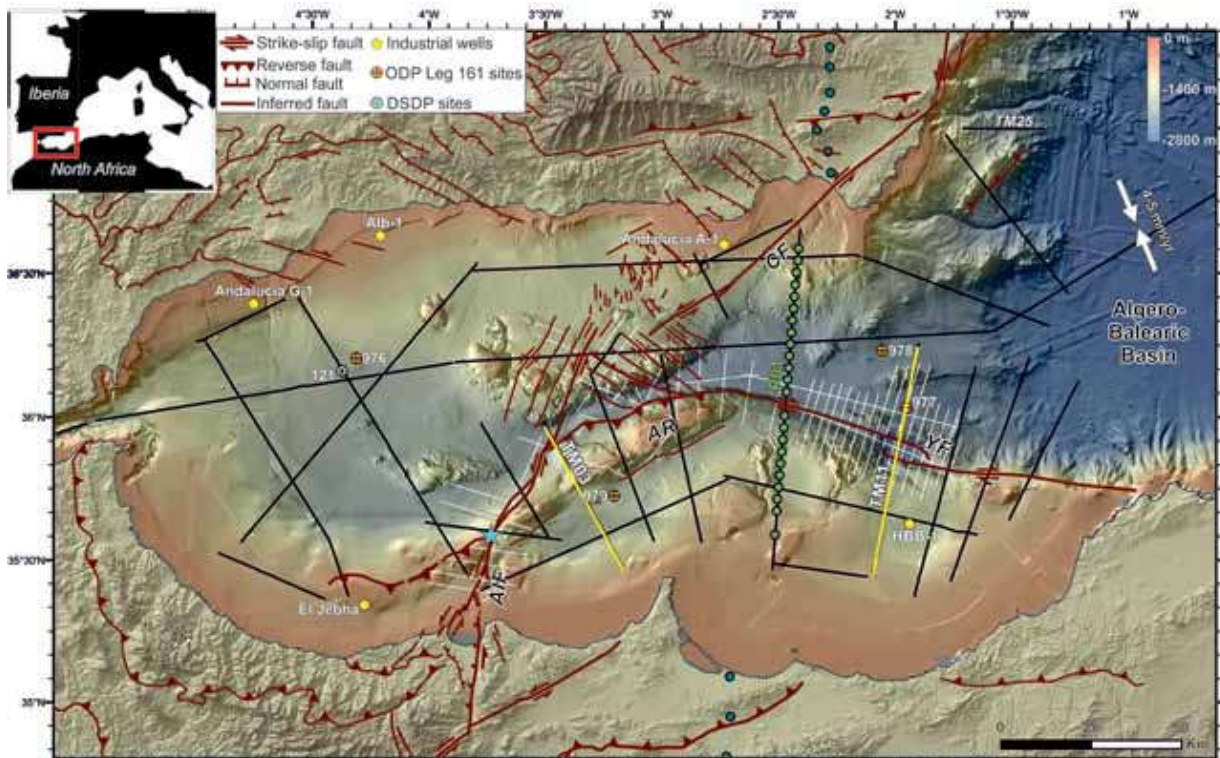 4°30'W
4°W
3°30'W
3°W
2°30'W
2°W
1°30'W
1°W
Strike-slip fault
Reverse fault
Normal fault
Inferred fault
Industrial wells
ODP Leg 161 sites
DSDP sites
Iberia
North Africa
0 m
-1400 m
-2800 m
TM25
4-5 mm/yr
Alb-1
Andalucia A-1
CF
36°30'N
Andalucia G-1
Algero-
Balearic
Basin
976
978
121
977
36°N
AR
YF
TM03
TM17
979
HBB-1
35°30'N
AIF
El Jebha
35°N
Km